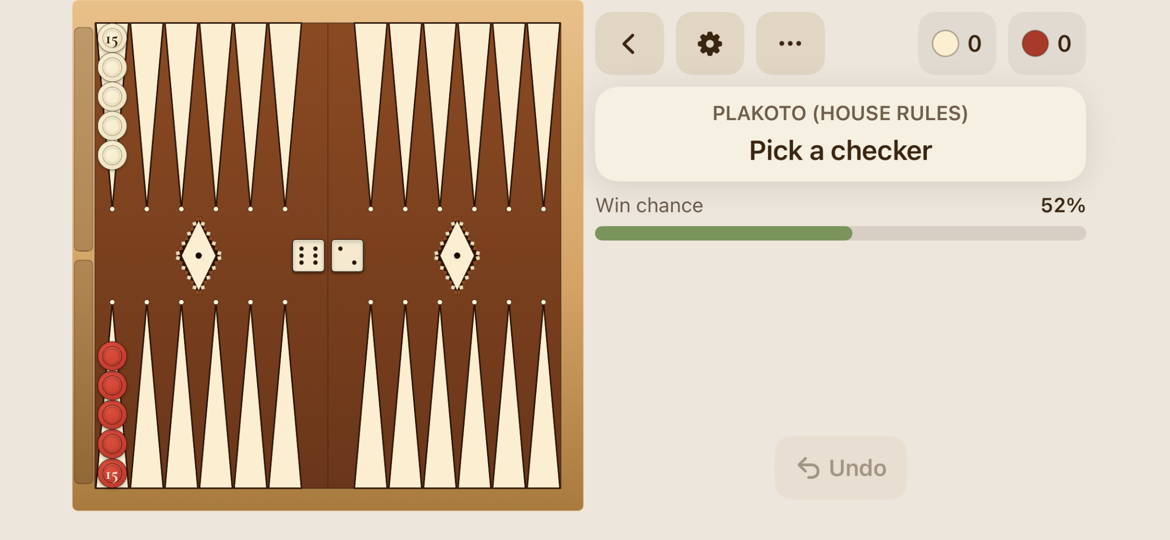 15
0
0
PLAKOTO (HOUSE RULES)
Pick a checker
Win chance
52%
Undo
15